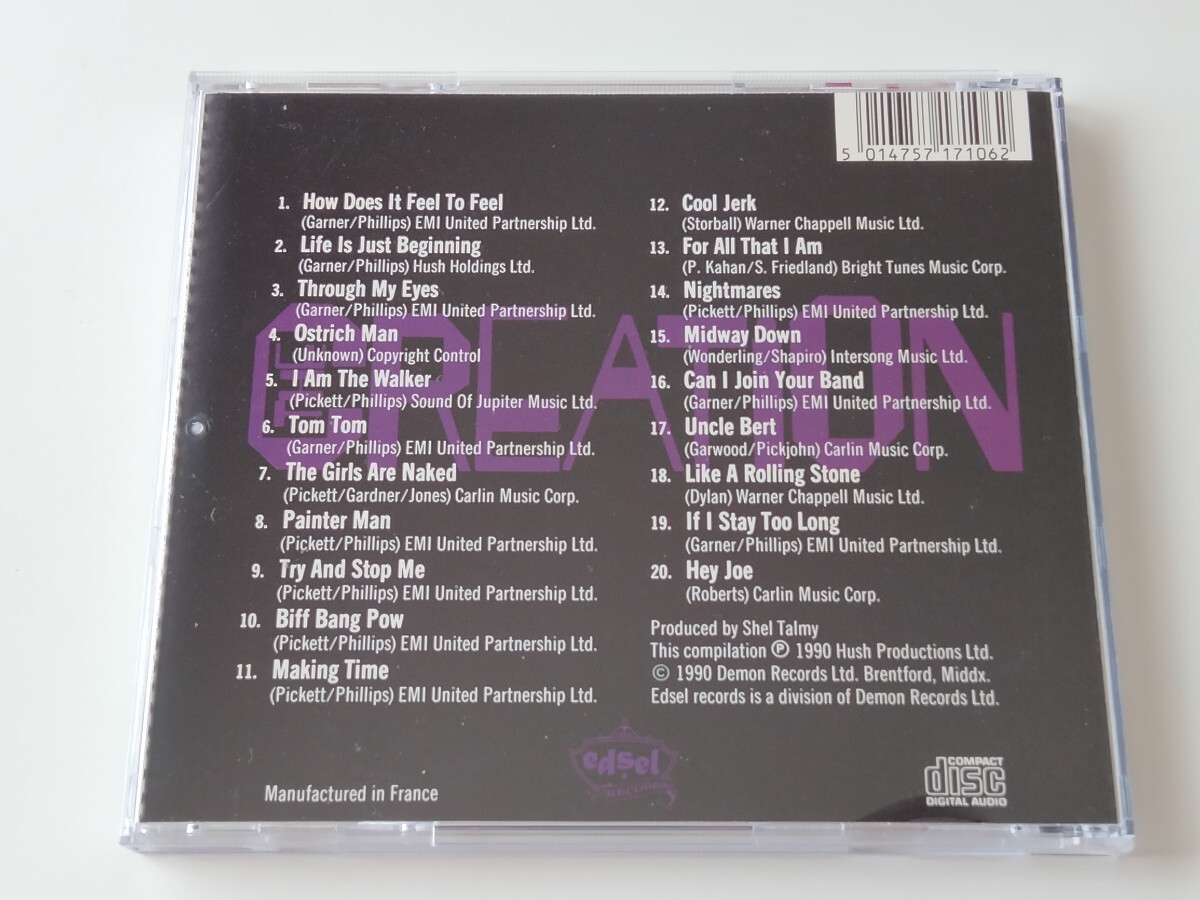 5 014757 171062
1. How Does It Feel To Feel
(Garner/Phillips) EMI United Partnership Ltd.
2. Life Is Just Beginning
(Garner/Phillips) Hush Holdings Ltd.
3. Through My Eyes
(Garner/Phillips) EMI United Partnership Ltd.
4. Ostrich Man
(Unknown) Copyright Control
5. I Am The Walker
(Pickett/Phillips) Sound Of Jupiter Music Ltd.
6. Tom Tom
(Garner/Phillips) EMI United Partnership Ltd.
7. The Girls Are Naked
(Pickett/Gardner/Jones) Carlin Music Corp.
8. Painter Man
(Pickett/Phillips) EMI United Partnership Ltd.
9. Try And Stop Me
(Pickett/Phillips) EMI United Partnership Ltd.
10. Biff Bang Pow
(Pickett/Phillips) EMI United Partnership Ltd.
11. Making Time
(Pickett/Phillips) EMI United Partnership Ltd.
12. Cool Jerk
(Storball) Warner Chappell Music Ltd.
13. For All That I Am
(P. Kahan/S. Friedland) Bright Tunes Music Corp.
14. Nightmares
(Pickett/Phillips) EMI United Partnership Ltd.
15. Midway Down
(Wonderling/Shapiro) Intersong Music Ltd.
16. Can I Join Your Band
(Garner/Phillips) EMI United Partnership Ltd.
17. Uncle Bert
(Garwood/Pickjohn) Carlin Music Corp.
18. Like A Rolling Stone
(Dylan) Warner Chappell Music Ltd.
19. If I Stay Too Long
(Garner/Phillips) EMI United Partnership Ltd.
20. Hey Joe
(Roberts) Carlin Music Corp.
THE CREATION
Produced by Shel Talmy
This compilation ℗ 1990 Hush Productions Ltd.
© 1990 Demon Records Ltd. Brentford, Middx.
Edsel records is a division of Demon Records Ltd.
edsel
Manufactured in France
COMPACT
disc
DIGITAL AUDIO